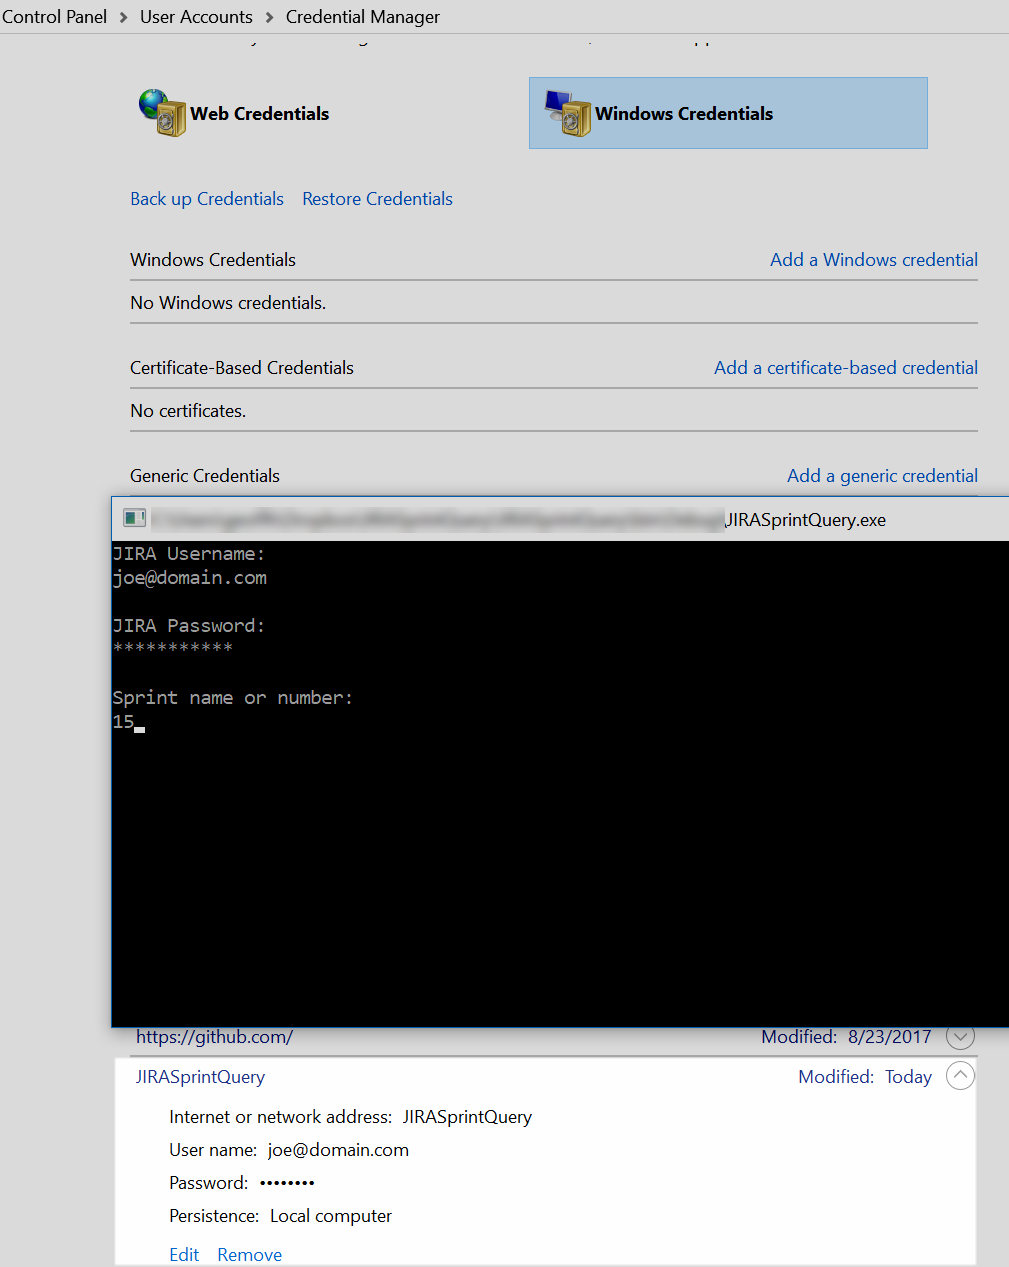 Control Panel > User Accounts > Credential Manager
Web Credentials
Windows Credentials
Back up Credentials Restore Credentials
Windows Credentials Add a Windows credential
No Windows credentials.
Certificate-Based Credentials Add a certificate-based credential
No certificates.
Generic Credentials Add a generic credential
\JIRASprintQuery.exe
JIRA Username:
joe@domain.com
JIRA Password:
***********
Sprint name or number:
15
https://github.com/ Modified: 8/23/2017
JIRASprintQuery Modified: Today
Internet or network address: JIRASprintQuery
User name: joe@domain.com
Password: ••••••••
Persistence: Local computer
Edit Remove